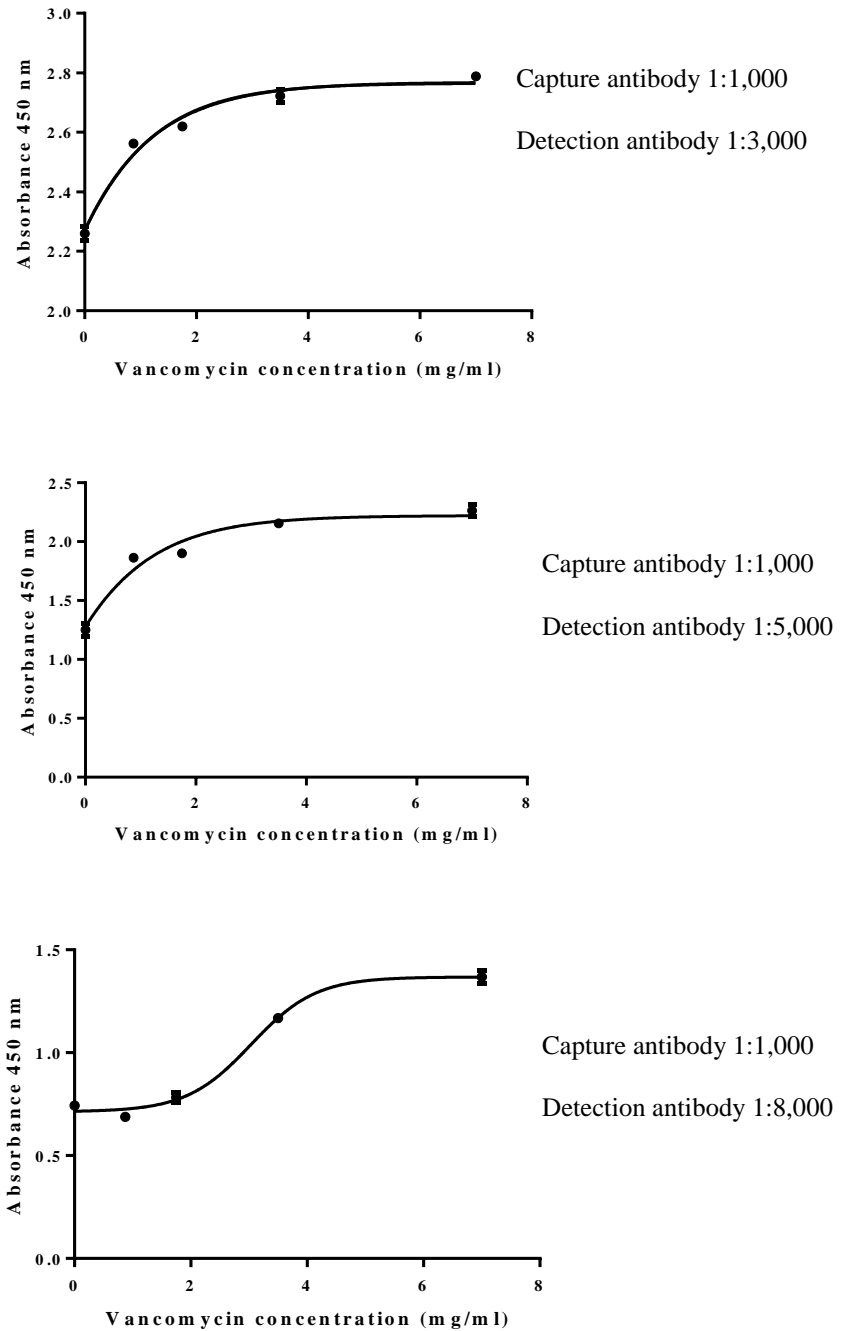 3.0
2.8
2.6
2.4
2.2
2.0
0 2 4 6 8
Absorbance 450 nm
Vancomycin concentration (mg/ml)
Capture antibody 1:1,000
Detection antibody 1:3,000
2.5
2.0
1.5
1.0
0.5
0.0
0 2 4 6 8
Absorbance 450 nm
Vancomycin concentration (mg/ml)
Capture antibody 1:1,000
Detection antibody 1:5,000
1.5
1.0
0.5
0.0
0 2 4 6 8
Absorbance 450 nm
Vancomycin concentration (mg/ml)
Capture antibody 1:1,000
Detection antibody 1:8,000